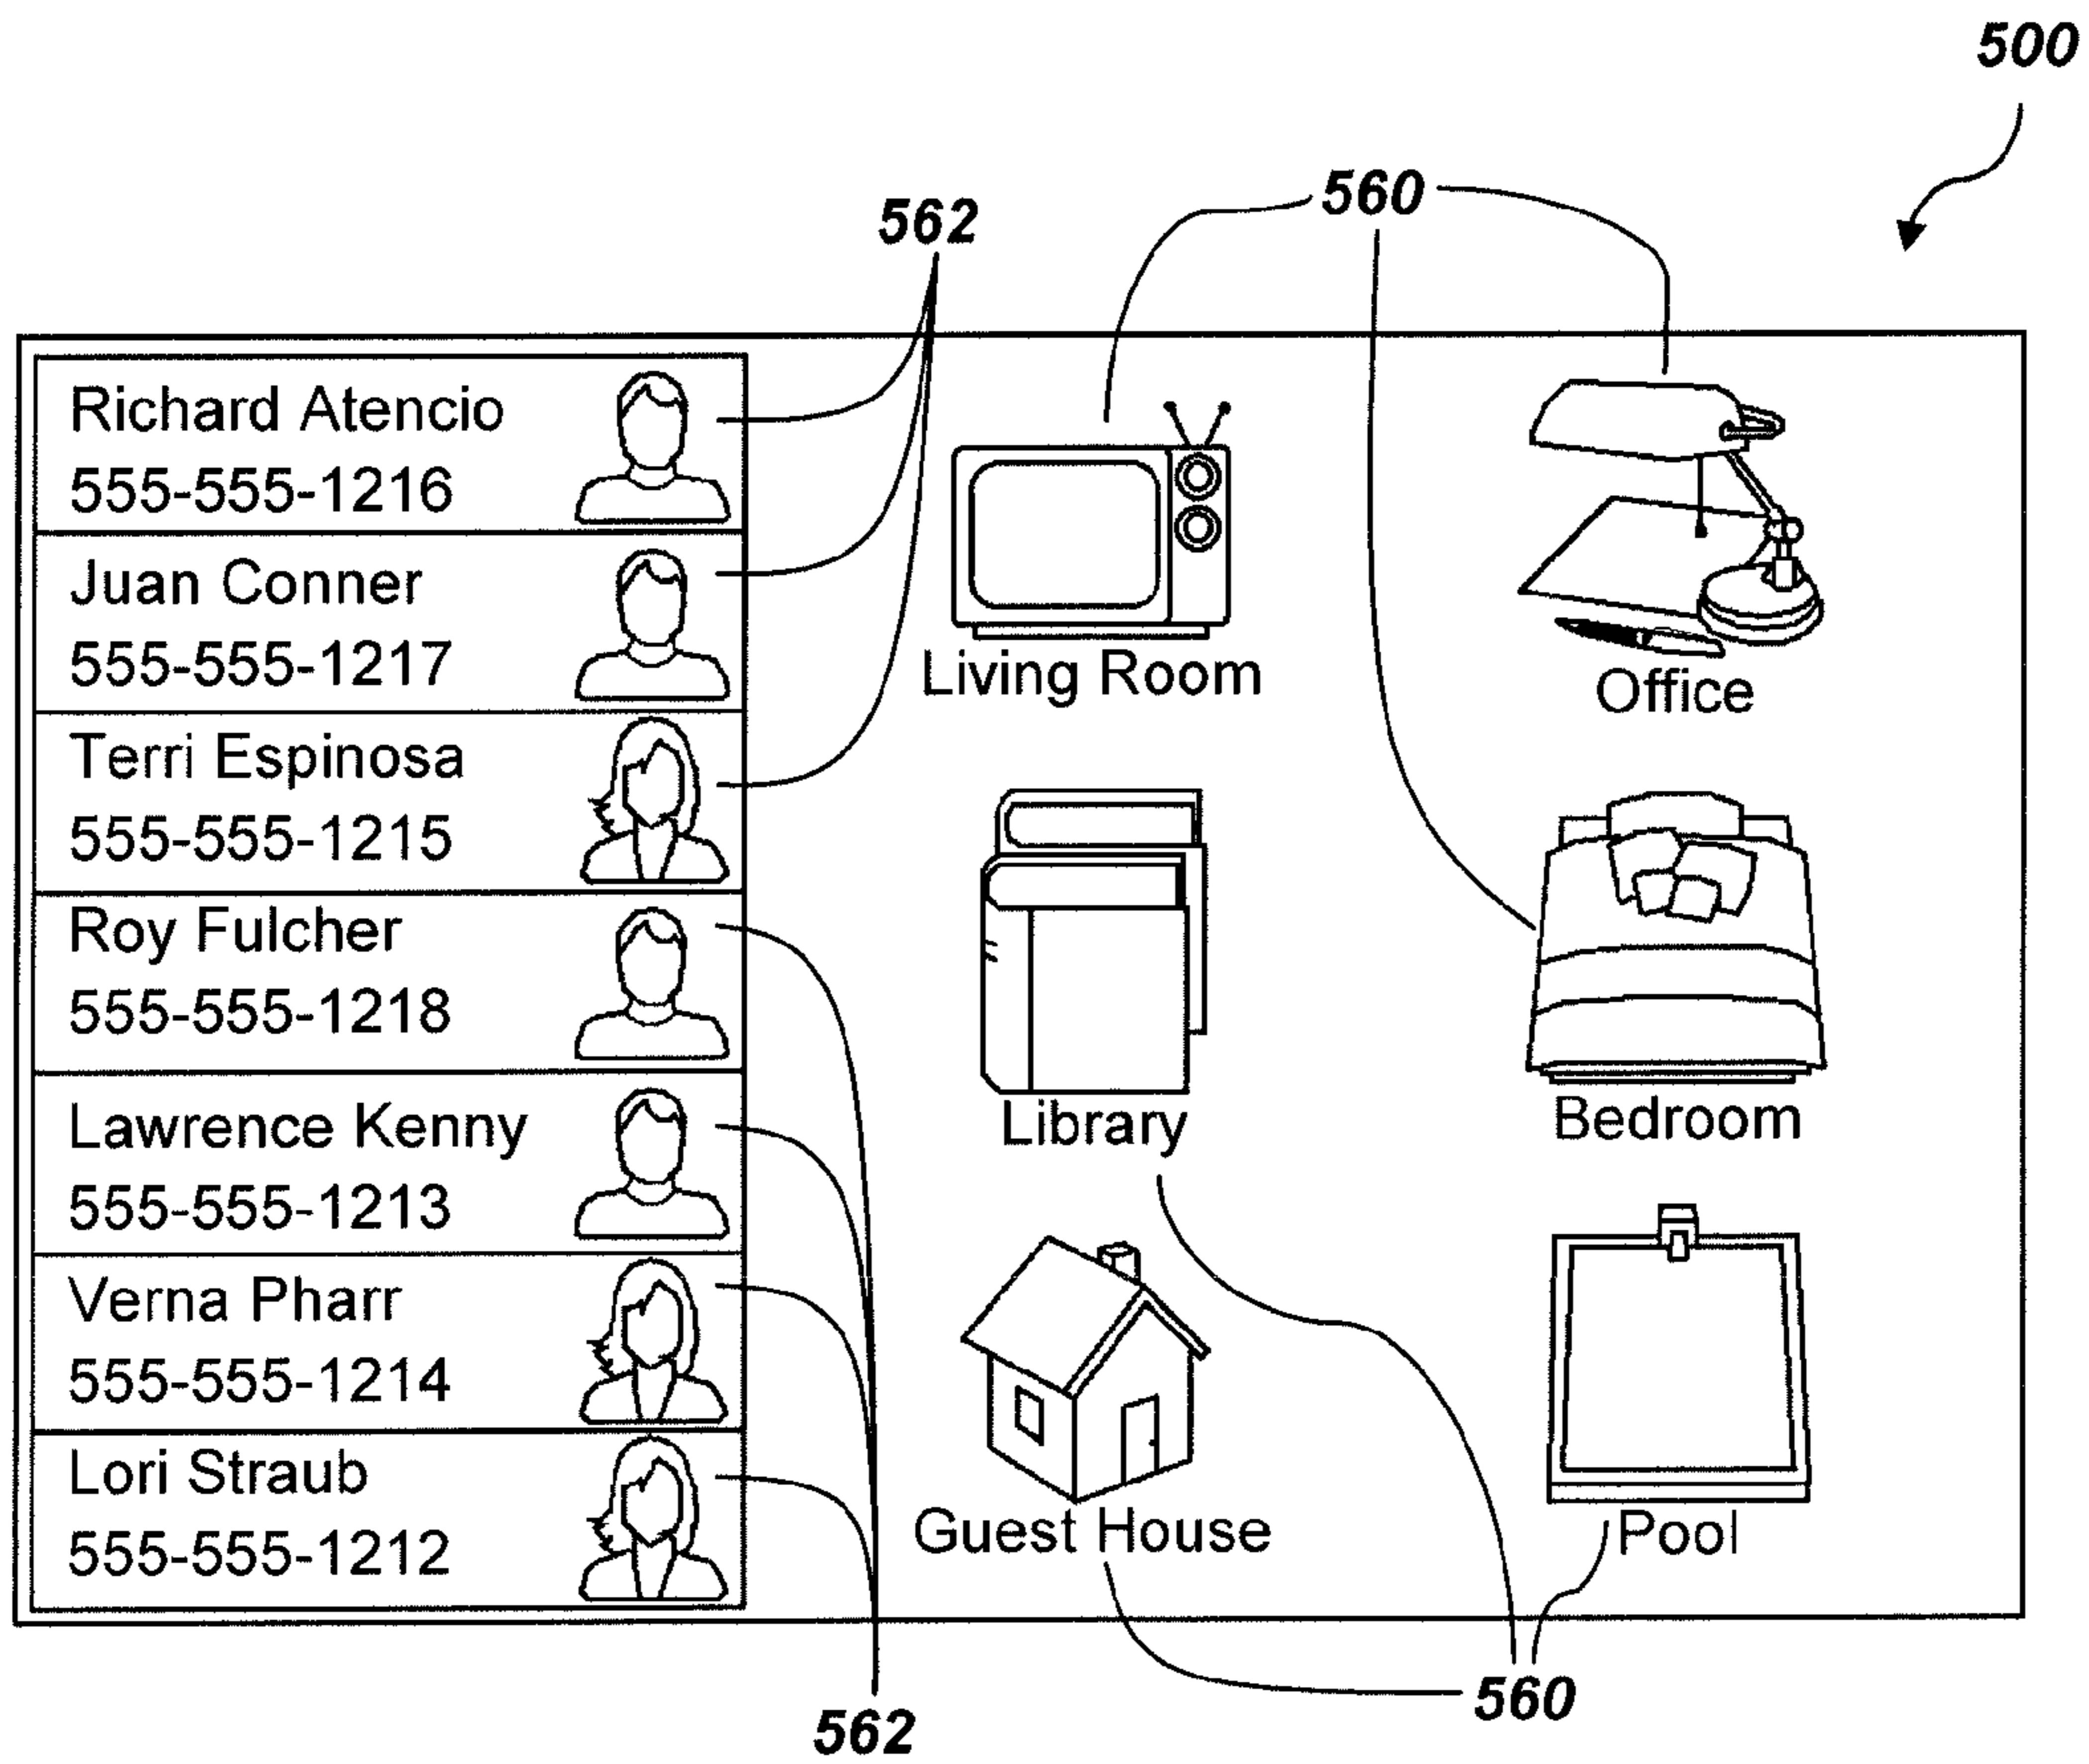 500
560
562
Richard Atencio
555-555-1216
Juan Conner
555-555-1217
Terri Espinosa
555-555-1215
Roy Fulcher
555-555-1218
Lawrence Kenny
555-555-1213
Verna Pharr
555-555-1214
Lori Straub
555-555-1212
Living Room
Office
Library
Bedroom
Guest House
Pool
560
562